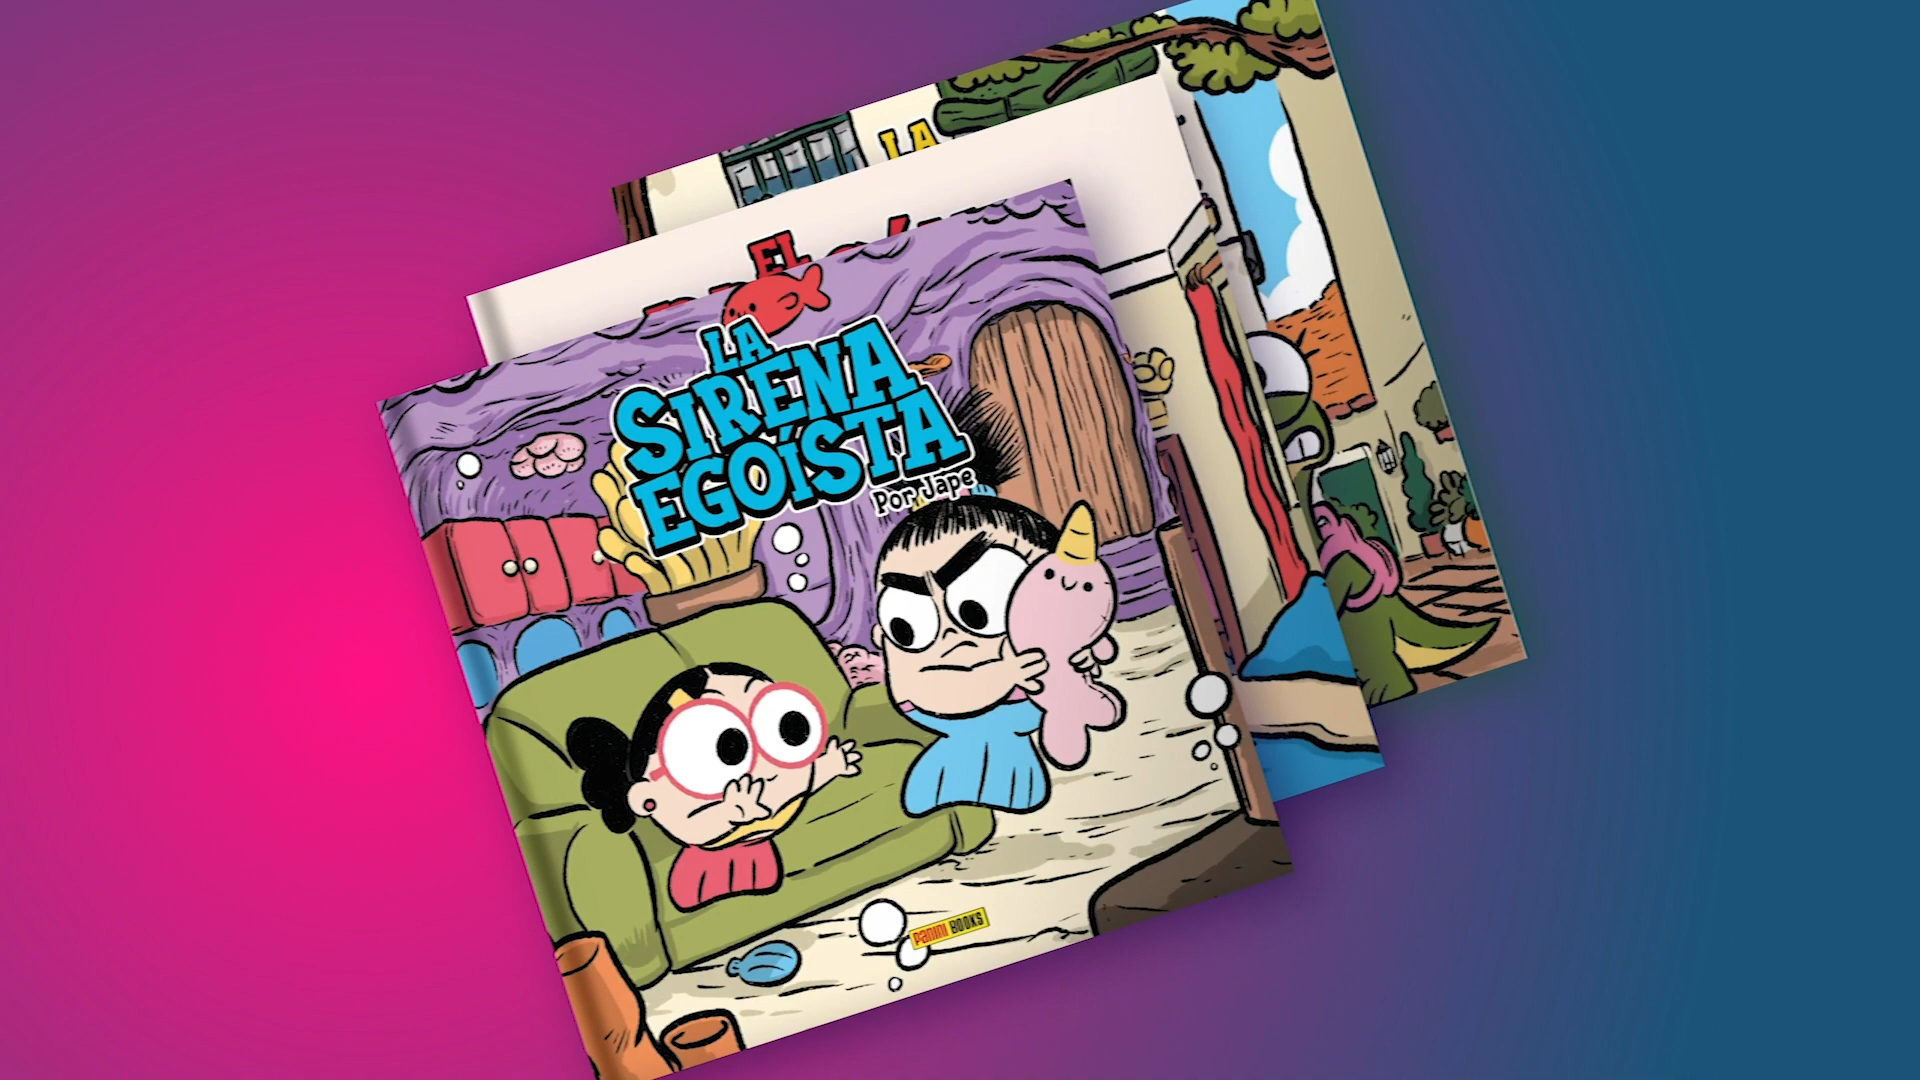 LA
EL
LA
SIRENA
EGOÍSTA
Por Jape
PANINI BOOKS